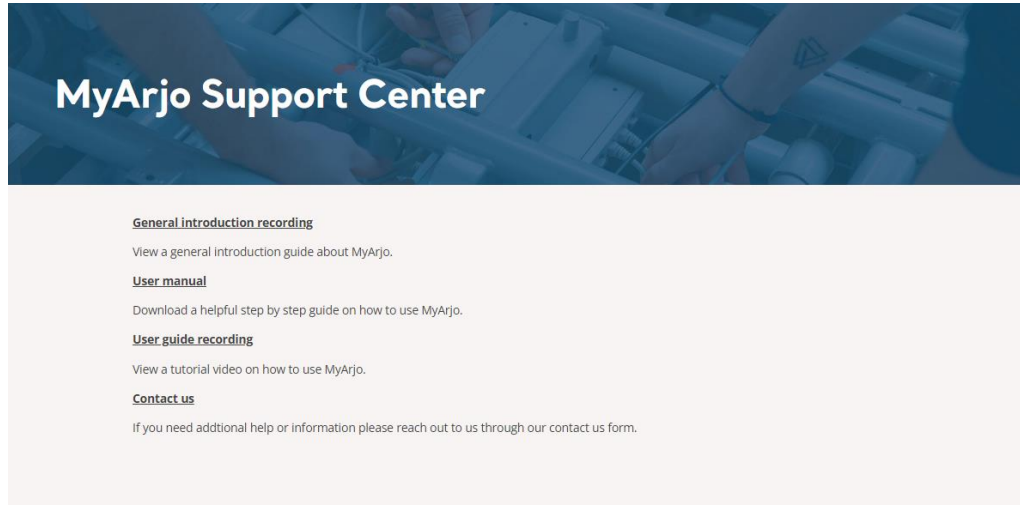 MyArjo Support Center
General introduction recording
View a general introduction guide about MyArjo.
User manual
Download a helpful step by step guide on how to use MyArjo.
User guide recording
View a tutorial video on how to use MyArjo.
Contact us
If you need addtional help or information please reach out to us through our contact us form.